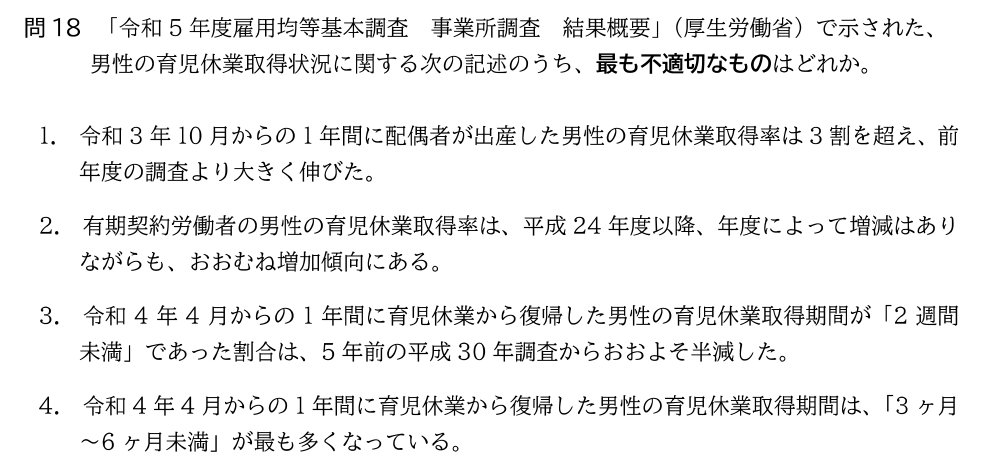 問18 「令和5年度雇用均等基本調査 事業所調査 結果概要」（厚生労働省）で示された、
男性の育児休業取得状況に関する次の記述のうち、最も不適切なものはどれか。
1. 令和3年10月からの1年間に配偶者が出産した男性の育児休業取得率は3割を超え、前
年度の調査より大きく伸びた。
2. 有期契約労働者の男性の育児休業取得率は、平成24年度以降、年度によって増減はあり
ながらも、おおむね増加傾向にある。
3. 令和4年4月からの1年間に育児休業から復帰した男性の育児休業取得期間が「2週間
未満」であった割合は、5年前の平成30年調査からおおよそ半減した。
4. 令和4年4月からの1年間に育児休業から復帰した男性の育児休業取得期間は、「3ヶ月
～6ヶ月未満」が最も多くなっている。